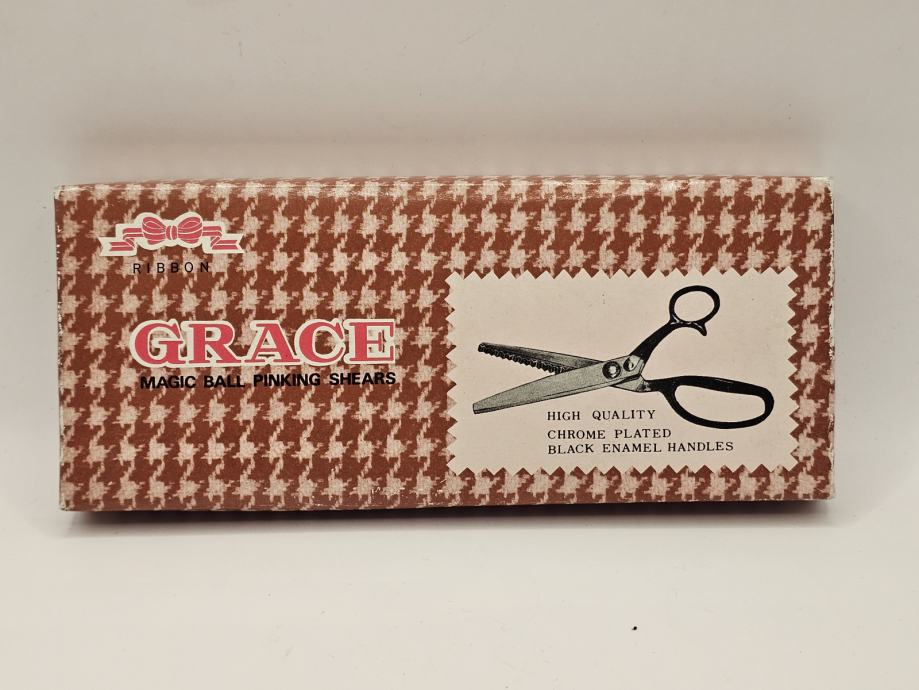 RIBBON
GRACE
MAGIC BALL PINKING SHEARS
HIGH QUALITY
CHROME PLATED
BLACK ENAMEL HANDLES